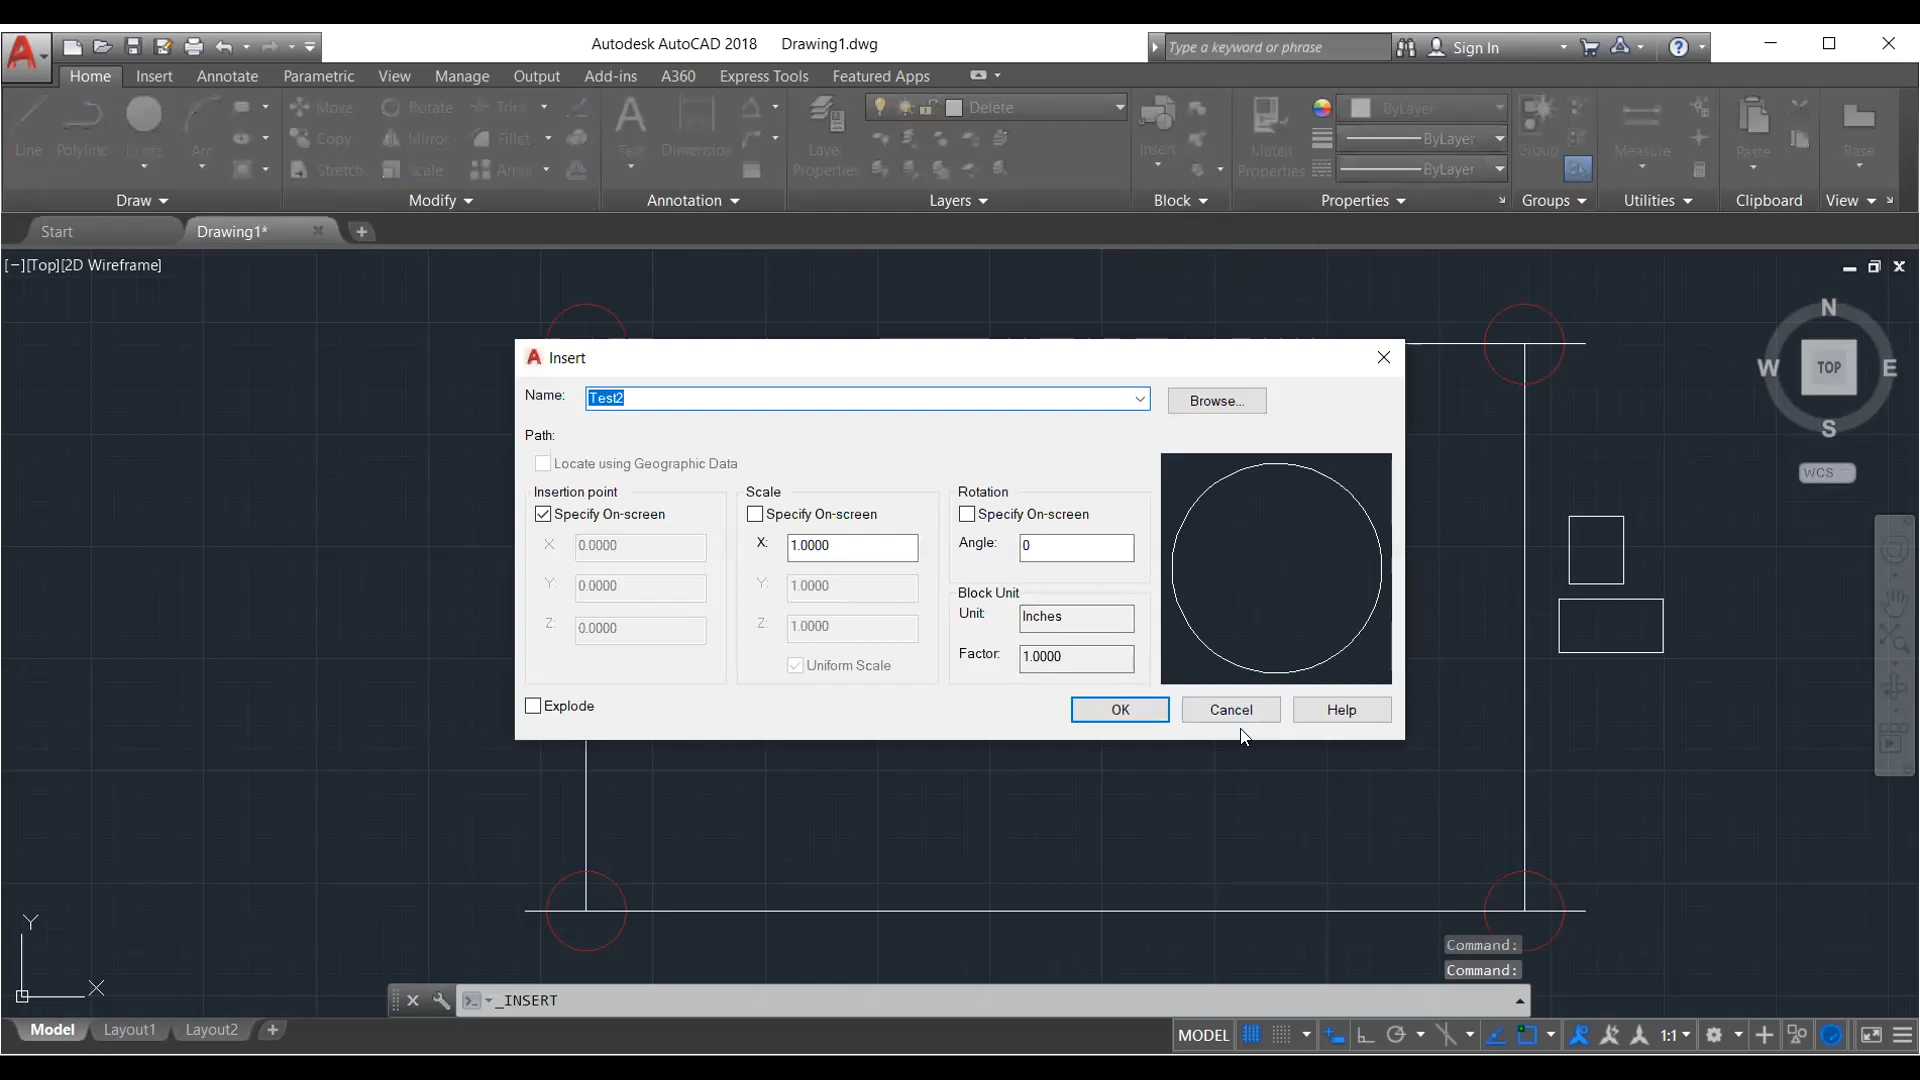 Autodesk AutoCAD 2018 Drawing1.dwg
Type a keyword or phrase
Sign In
Home Insert Annotate Parametric View Manage Output Add-ins A360 Express Tools Featured Apps
Line Polyline Circle Arc
Move Rotate Trim
Copy Mirror Fillet
Stretch Scale Array
Text Dimension
Layer Properties
Delete
Insert
Match Properties
ByLayer
ByLayer
ByLayer
Group
Measure
Paste
Base
Draw Modify Annotation Layers Block Properties Groups Utilities Clipboard View
Start Drawing1*
[−][Top][2D Wireframe]
N
W TOP E
S
WCS
Insert
Name: Test2 Browse...
Path:
Locate using Geographic Data
Insertion point
Specify On-screen
X: 0.0000
Y: 0.0000
Z: 0.0000
Scale
Specify On-screen
X: 1.0000
Y: 1.0000
Z: 1.0000
Uniform Scale
Rotation
Specify On-screen
Angle: 0
Block Unit
Unit: Inches
Factor: 1.0000
Explode
OK Cancel Help
Y
X
Command:
Command:
_INSERT
Model Layout1 Layout2
MODEL 1:1